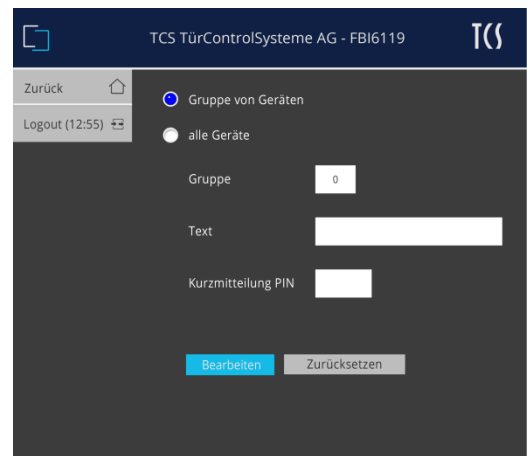 TCS TürControlSysteme AG - FBI6119
TCS
Zurück
Logout (12:55)
Gruppe von Geräten
alle Geräte
Gruppe
0
Text
Kurzmitteilung PIN
Bearbeiten
Zurücksetzen